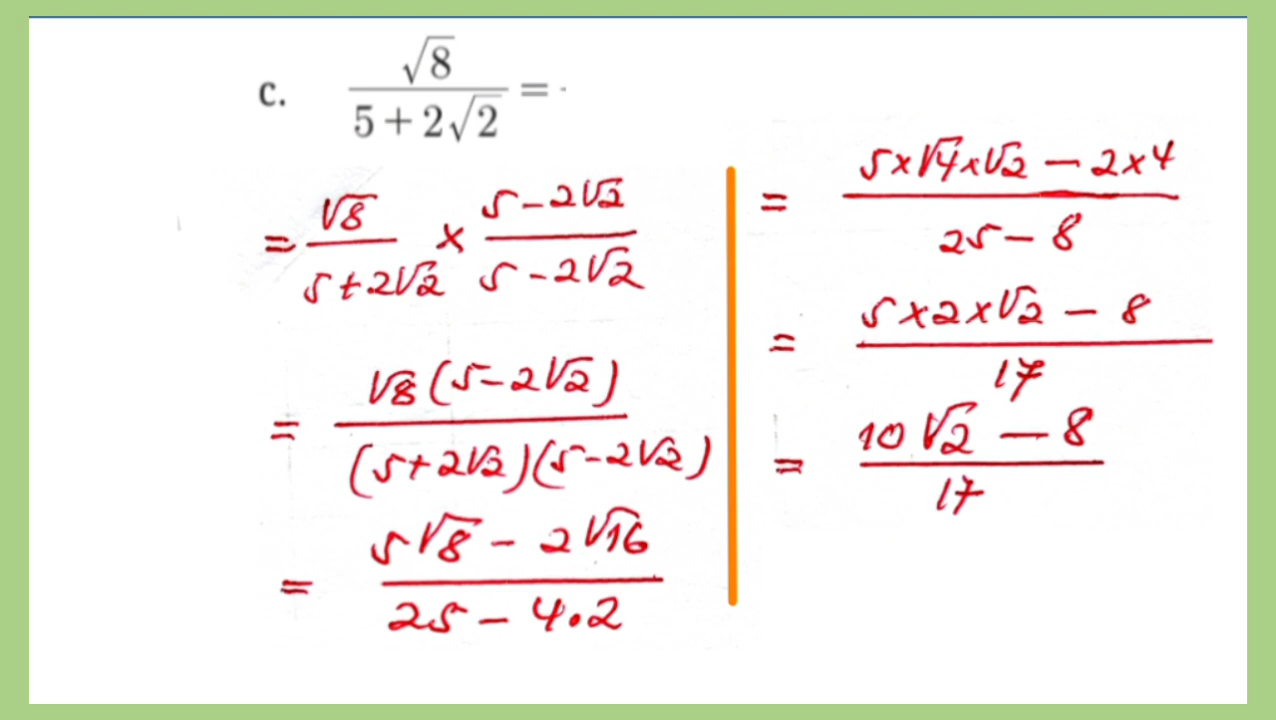 c. √8 / (5 + 2√2) = ·
= √8 / (5 + 2√2) × (5 - 2√2) / (5 - 2√2)
= √8 (5 - 2√2) / (5 + 2√2)(5 - 2√2)
= (5√8 - 2√16) / (25 - 4.2)
= (5×√4×√2 - 2×4) / (25 - 8)
= (5×2×√2 - 8) / 17
= (10√2 - 8) / 17